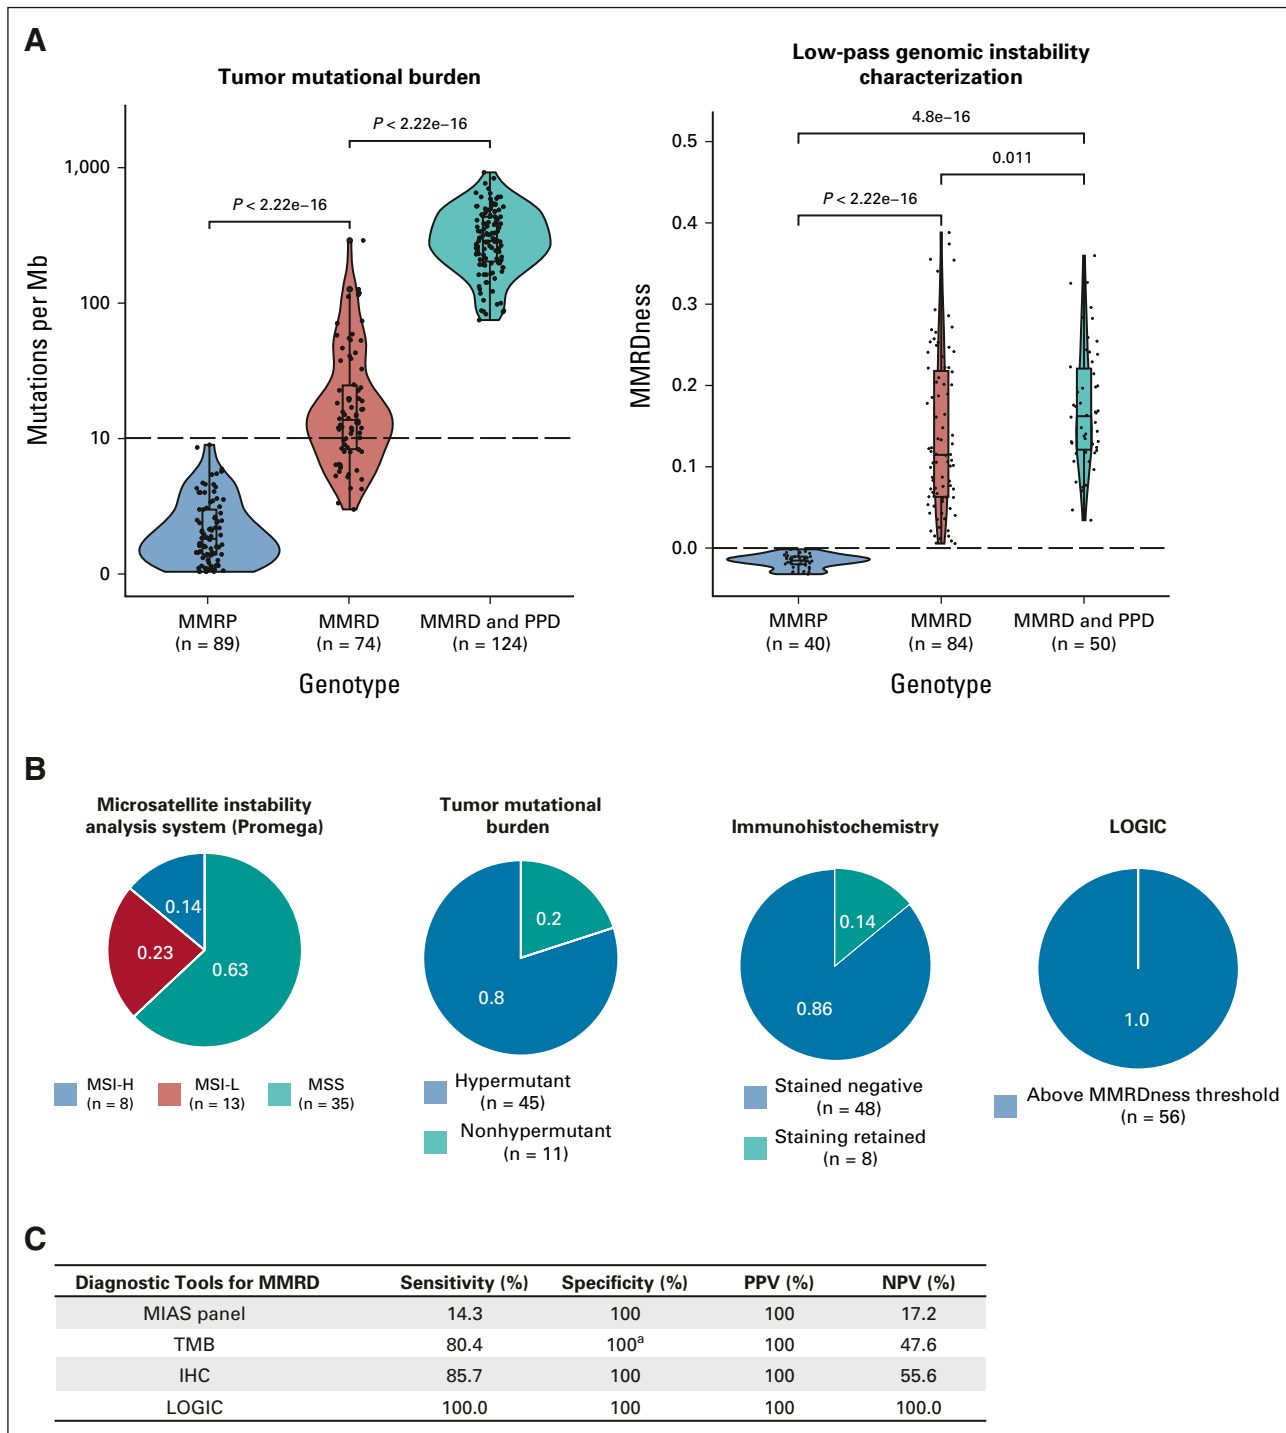 A
Tumor mutational burden
Mutations per Mb
1,000
100
10
0
P < 2.22e−16
P < 2.22e−16
MMRP
(n = 89)
MMRD
(n = 74)
MMRD and PPD
(n = 124)
Genotype
Low-pass genomic instability
characterization
MMRDness
0.5
0.4
0.3
0.2
0.1
0.0
4.8e−16
0.011
P < 2.22e−16
MMRP
(n = 40)
MMRD
(n = 84)
MMRD and PPD
(n = 50)
Genotype
B
Microsatellite instability
analysis system (Promega)
0.14
0.23
0.63
MSI-H
(n = 8)
MSI-L
(n = 13)
MSS
(n = 35)
Tumor mutational
burden
0.2
0.8
Hypermutant
(n = 45)
Nonhypermutant
(n = 11)
Immunohistochemistry
0.14
0.86
Stained negative
(n = 48)
Staining retained
(n = 8)
LOGIC
1.0
Above MMRDness threshold
(n = 56)
C
Diagnostic Tools for MMRD Sensitivity (%) Specificity (%) PPV (%) NPV (%)
MIAS panel 14.3 100 100 17.2
TMB 80.4 100a 100 47.6
IHC 85.7 100 100 55.6
LOGIC 100.0 100 100 100.0